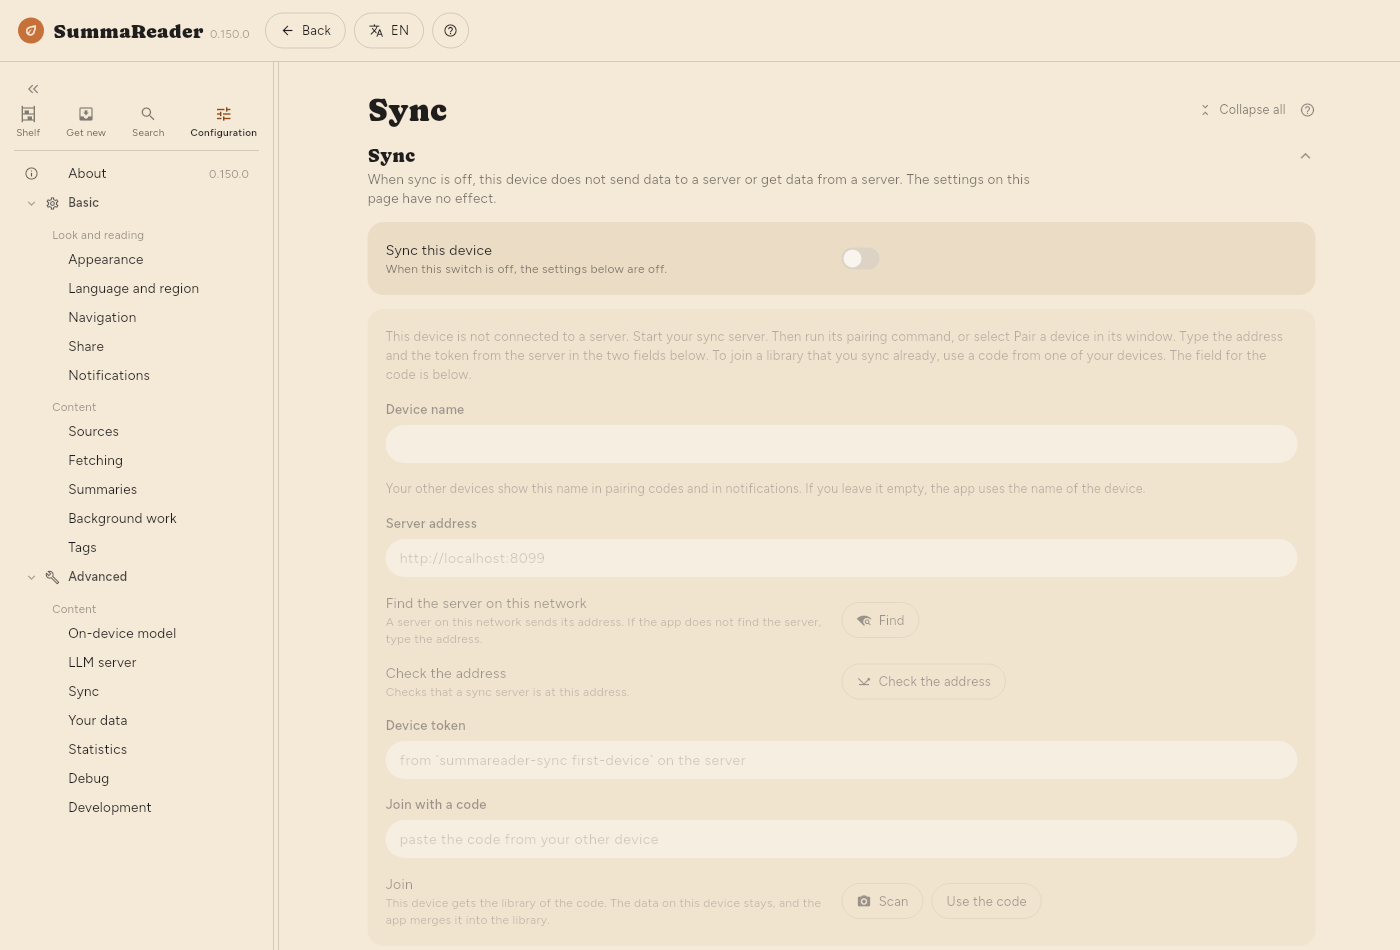 SummaReader 0.150.0 Back EN
Shelf Get new Search Configuration
About 0.150.0
Basic
Look and reading
Appearance
Language and region
Navigation
Share
Notifications
Content
Sources
Fetching
Summaries
Background work
Tags
Advanced
Content
On-device model
LLM server
Sync
Your data
Statistics
Debug
Development
Sync
Collapse all
Sync
When sync is off, this device does not send data to a server or get data from a server. The settings on this
page have no effect.
Sync this device
When this switch is off, the settings below are off.
This device is not connected to a server. Start your sync server. Then run its pairing command, or select Pair a device in its window. Type the address
and the token from the server in the two fields below. To join a library that you sync already, use a code from one of your devices. The field for the
code is below.
Device name
Your other devices show this name in pairing codes and in notifications. If you leave it empty, the app uses the name of the device.
Server address
http://localhost:8099
Find the server on this network
A server on this network sends its address. If the app does not find the server,
type the address.
Find
Check the address
Checks that a sync server is at this address.
Check the address
Device token
from `summareader-sync first-device` on the server
Join with a code
paste the code from your other device
Join
This device gets the library of the code. The data on this device stays, and the
app merges it into the library.
Scan
Use the code